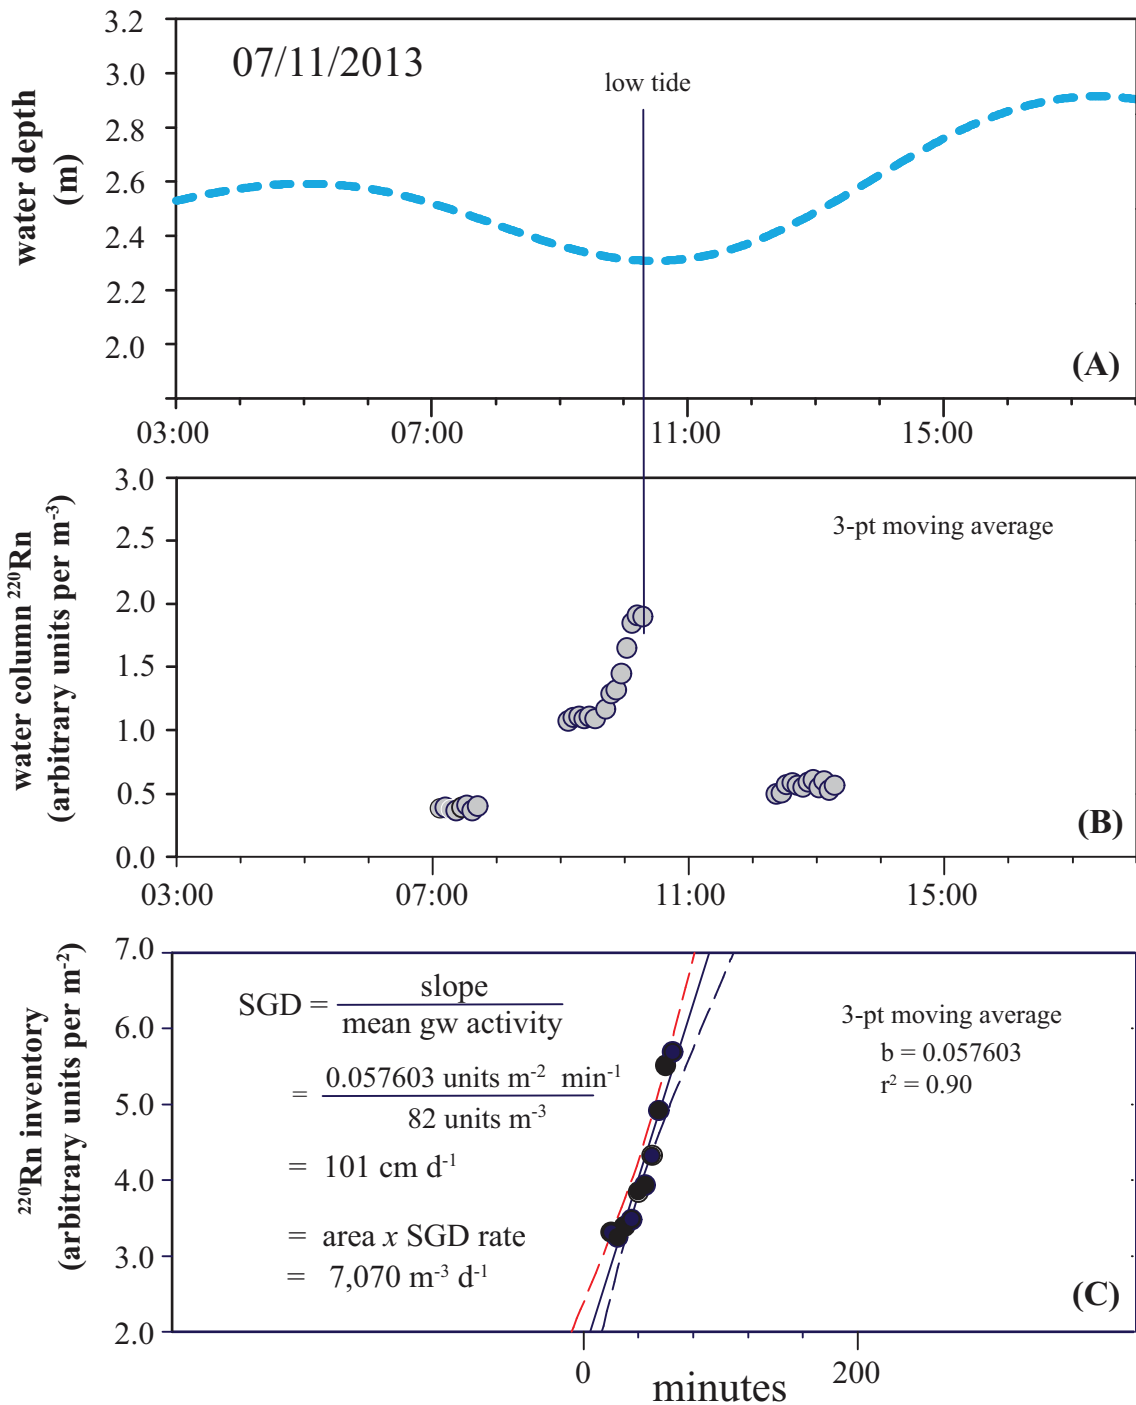 3.2
07/11/2013
3.0
low tide
2.8
2.6
2.4
2.2
2.0
water depth
(m)
(A)
03:00 07:00 11:00 15:00
3.0
2.5
3-pt moving average
2.0
1.5
1.0
0.5
0.0
water column ²²⁰Rn
(arbitrary units per m⁻³)
(B)
03:00 07:00 11:00 15:00
7.0
6.0
5.0
4.0
3.0
2.0
²²⁰Rn inventory
(arbitrary units per m⁻²)
SGD = slope
mean gw activity
= 0.057603 units m⁻² min⁻¹
82 units m⁻³
= 101 cm d⁻¹
= area x SGD rate
= 7,070 m⁻³ d⁻¹
3-pt moving average
b = 0.057603
r² = 0.90
(C)
0 200
minutes